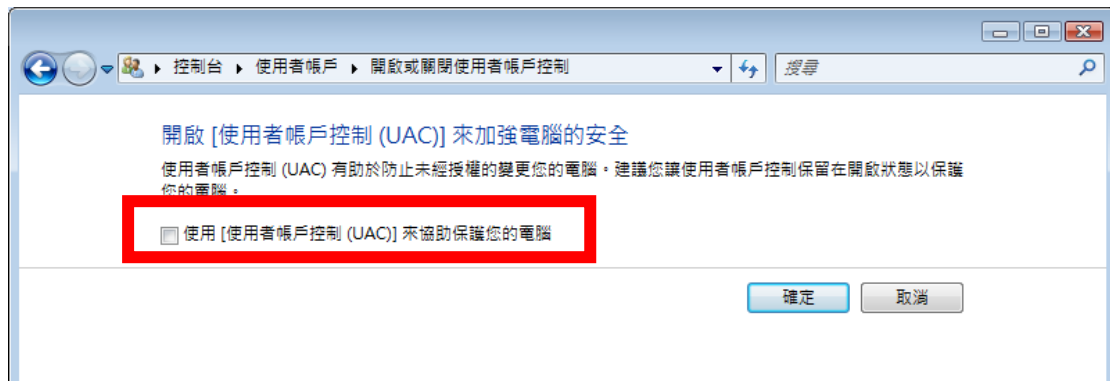 控制台 ▸ 使用者帳戶 ▸ 開啟或關閉使用者帳戶控制
搜尋
開啟 [使用者帳戶控制 (UAC)] 來加強電腦的安全
使用者帳戶控制 (UAC) 有助於防止未經授權的變更您的電腦。建議您讓使用者帳戶控制保留在開啟狀態以保護
您的電腦。
使用 [使用者帳戶控制 (UAC)] 來協助保護您的電腦
確定 取消